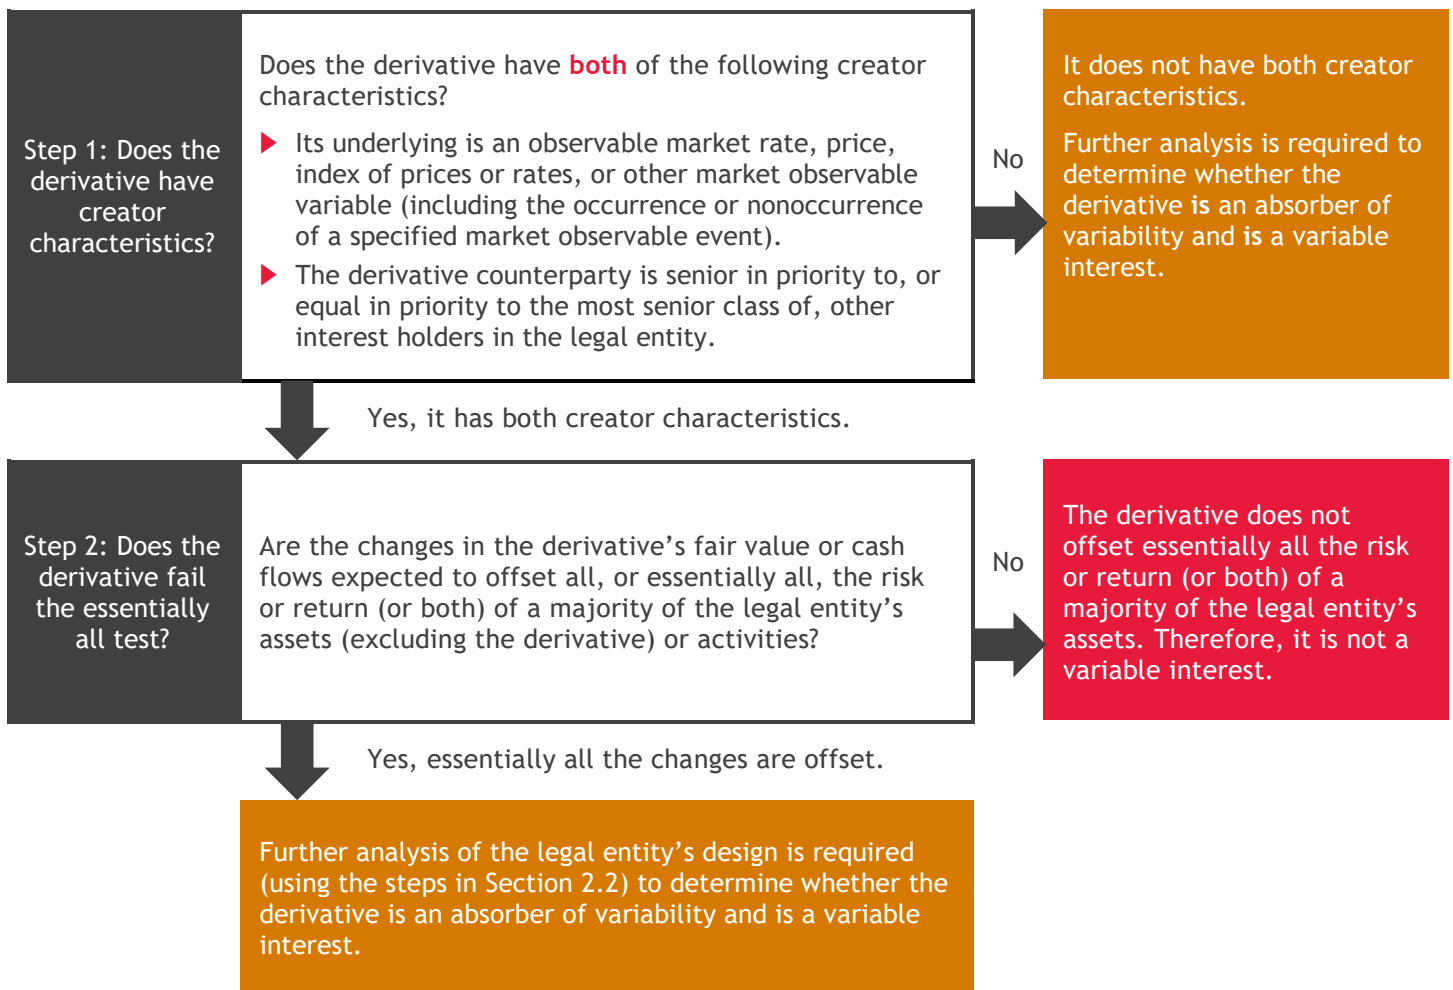 Step 1: Does the
derivative have
creator
characteristics?
Does the derivative have both of the following creator
characteristics?
Its underlying is an observable market rate, price,
index of prices or rates, or other market observable
variable (including the occurrence or nonoccurrence
of a specified market observable event).
The derivative counterparty is senior in priority to, or
equal in priority to the most senior class of, other
interest holders in the legal entity.
No
It does not have both creator
characteristics.
Further analysis is required to
determine whether the
derivative is an absorber of
variability and is a variable
interest.
Yes, it has both creator characteristics.
Step 2: Does the
derivative fail
the essentially
all test?
Are the changes in the derivative’s fair value or cash
flows expected to offset all, or essentially all, the risk
or return (or both) of a majority of the legal entity’s
assets (excluding the derivative) or activities?
No
The derivative does not
offset essentially all the risk
or return (or both) of a
majority of the legal entity’s
assets. Therefore, it is not a
variable interest.
Yes, essentially all the changes are offset.
Further analysis of the legal entity’s design is required
(using the steps in Section 2.2) to determine whether the
derivative is an absorber of variability and is a variable
interest.